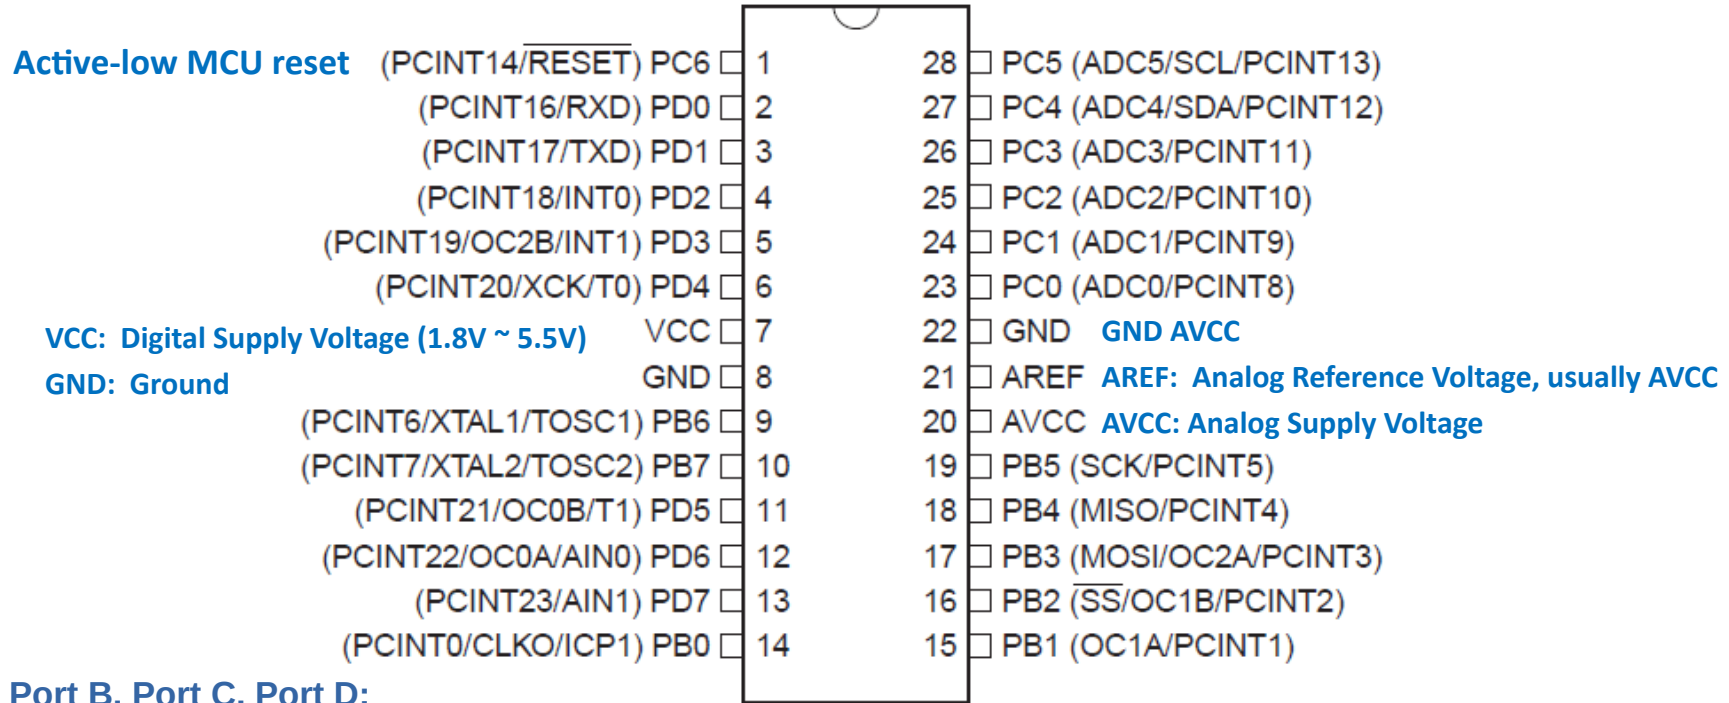 Active-low MCU reset (PCINT14/RESET) PC6 1 28 PC5 (ADC5/SCL/PCINT13)
(PCINT16/RXD) PD0 2 27 PC4 (ADC4/SDA/PCINT12)
(PCINT17/TXD) PD1 3 26 PC3 (ADC3/PCINT11)
(PCINT18/INT0) PD2 4 25 PC2 (ADC2/PCINT10)
(PCINT19/OC2B/INT1) PD3 5 24 PC1 (ADC1/PCINT9)
(PCINT20/XCK/T0) PD4 6 23 PC0 (ADC0/PCINT8)
VCC: Digital Supply Voltage (1.8V ~ 5.5V) VCC 7 22 GND GND AVCC
GND: Ground GND 8 21 AREF AREF: Analog Reference Voltage, usually AVCC
(PCINT6/XTAL1/TOSC1) PB6 9 20 AVCC AVCC: Analog Supply Voltage
(PCINT7/XTAL2/TOSC2) PB7 10 19 PB5 (SCK/PCINT5)
(PCINT21/OC0B/T1) PD5 11 18 PB4 (MISO/PCINT4)
(PCINT22/OC0A/AIN0) PD6 12 17 PB3 (MOSI/OC2A/PCINT3)
(PCINT23/AIN1) PD7 13 16 PB2 (SS/OC1B/PCINT2)
(PCINT0/CLKO/ICP1) PB0 14 15 PB1 (OC1A/PCINT1)
Port B, Port C, Port D: